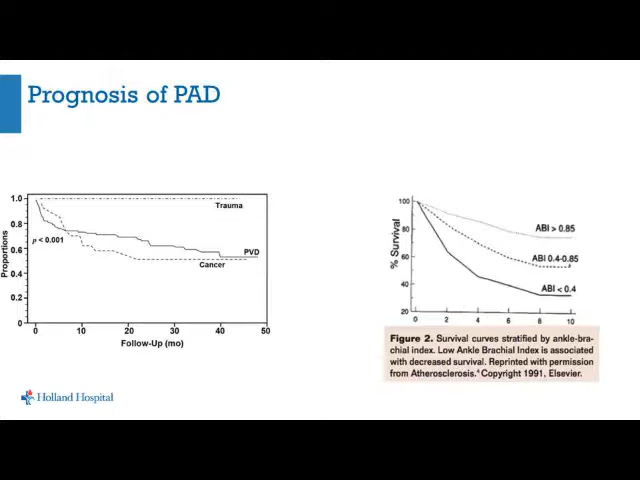 Prognosis of PAD
1.0
0.8
0.6
0.4
0.2
0
Proportions
Trauma
p < 0.001
PVD
Cancer
0 10 20 30 40 50
Follow-Up (mo)
100
80
60
40
20
% Survival
ABI > 0.85
ABI 0.4-0.85
ABI < 0.4
0 2 4 6 8 10
Figure 2. Survival curves stratified by ankle-bra-
chial index. Low Ankle Brachial Index is associated
with decreased survival. Reprinted with permission
from Atherosclerosis.⁴ Copyright 1991, Elsevier.
Holland Hospital